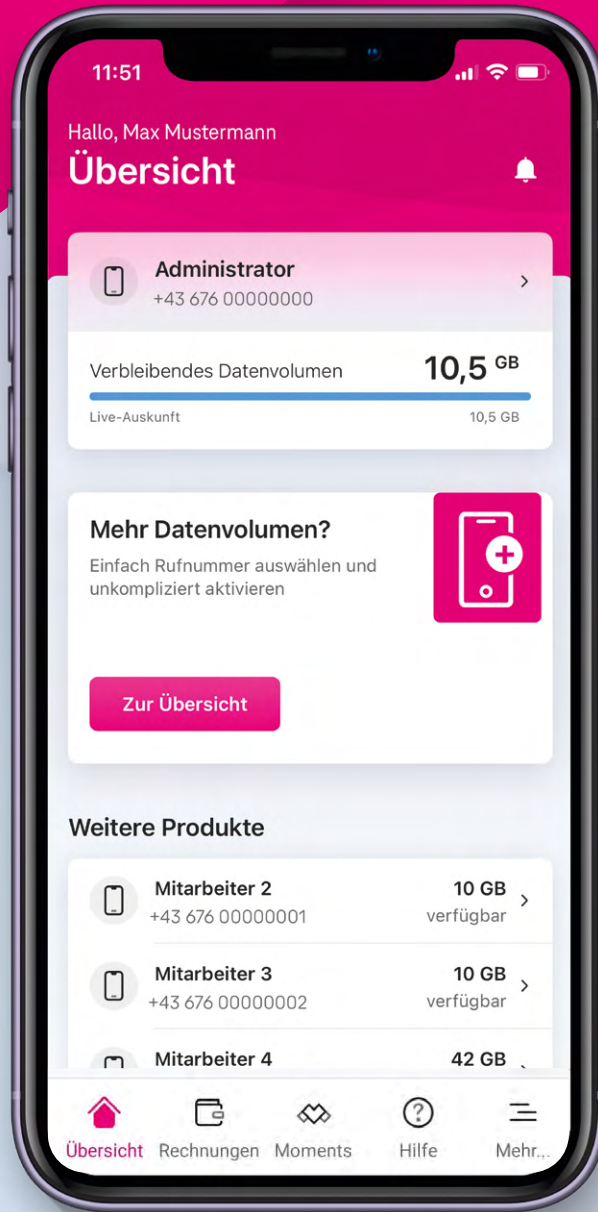 11:51
Hallo, Max Mustermann
Übersicht
Administrator
+43 676 00000000
Verbleibendes Datenvolumen 10,5 GB
Live-Auskunft 10,5 GB
Mehr Datenvolumen?
Einfach Rufnummer auswählen und
unkompliziert aktivieren
Zur Übersicht
Weitere Produkte
Mitarbeiter 2 10 GB
+43 676 00000001 verfügbar
Mitarbeiter 3 10 GB
+43 676 00000002 verfügbar
Mitarbeiter 4 42 GB
Übersicht Rechnungen Moments Hilfe Mehr...